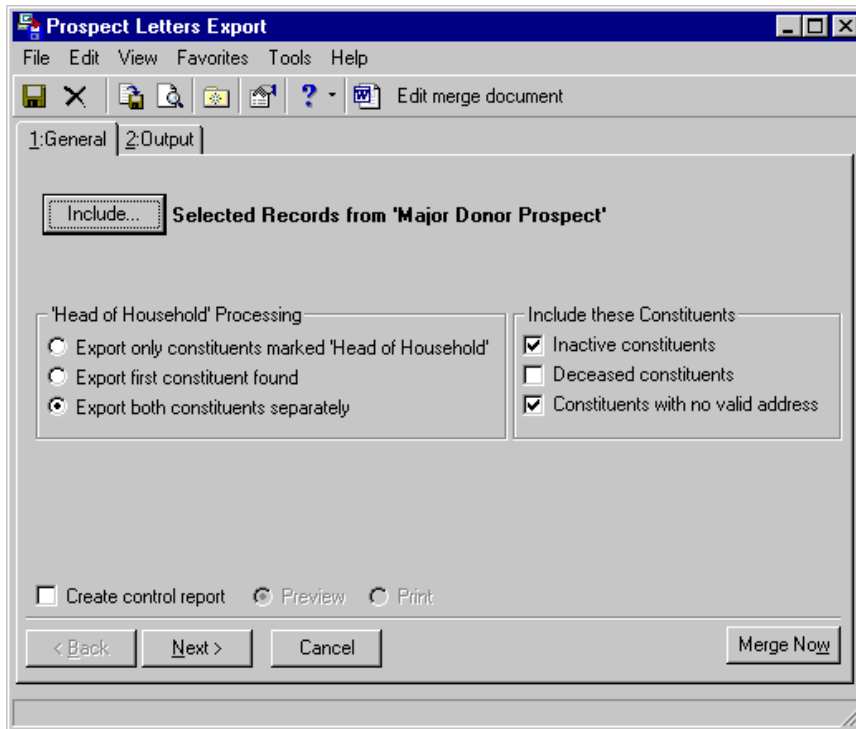 Prospect Letters Export
File Edit View Favorites Tools Help
? Edit merge document
1:General 2:Output
Include... Selected Records from 'Major Donor Prospect'
'Head of Household' Processing
Export only constituents marked 'Head of Household'
Export first constituent found
Export both constituents separately
Include these Constituents
Inactive constituents
Deceased constituents
Constituents with no valid address
Create control report Preview Print
< Back Next > Cancel Merge Now